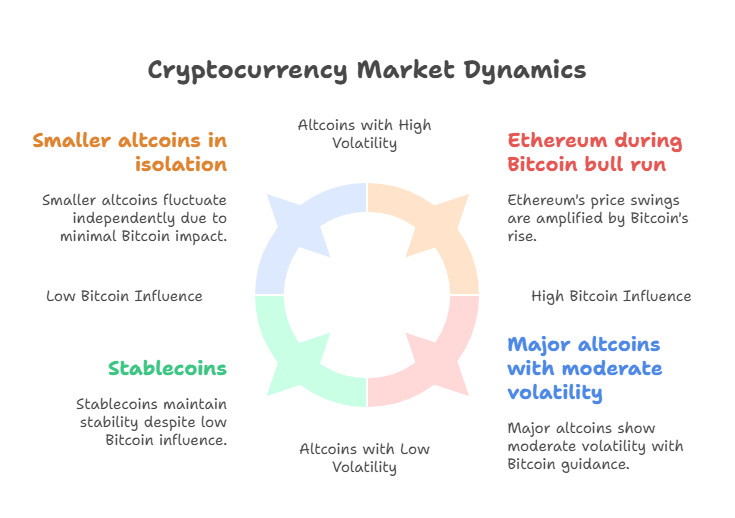 Cryptocurrency Market Dynamics
Altcoins with High
Volatility
Smaller altcoins in
isolation
Smaller altcoins fluctuate
independently due to
minimal Bitcoin impact.
Ethereum during
Bitcoin bull run
Ethereum's price swings
are amplified by Bitcoin's
rise.
Low Bitcoin Influence
High Bitcoin Influence
Stablecoins
Stablecoins maintain
stability despite low
Bitcoin influence.
Major altcoins
with moderate
volatility
Major altcoins show
moderate volatility with
Bitcoin guidance.
Altcoins with Low
Volatility